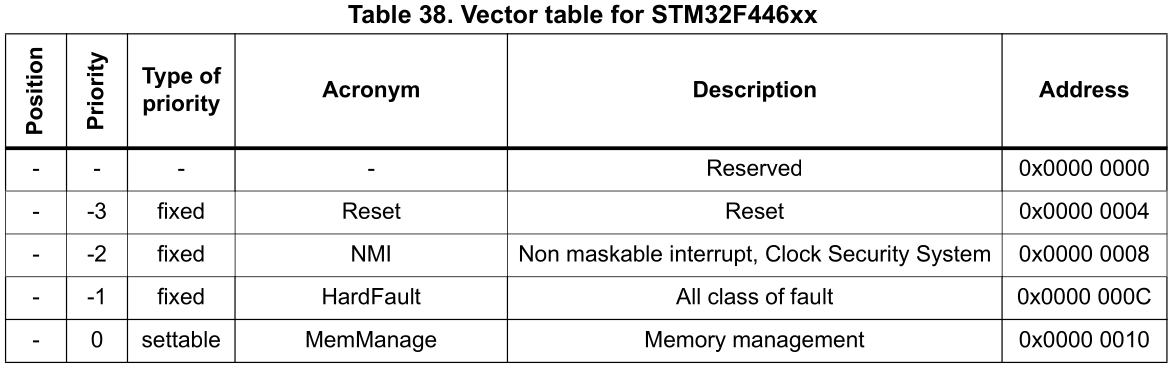 Table 38. Vector table for STM32F446xx
Position Priority Type of priority Acronym Description Address
- - - - Reserved 0x0000 0000
- -3 fixed Reset Reset 0x0000 0004
- -2 fixed NMI Non maskable interrupt, Clock Security System 0x0000 0008
- -1 fixed HardFault All class of fault 0x0000 000C
- 0 settable MemManage Memory management 0x0000 0010